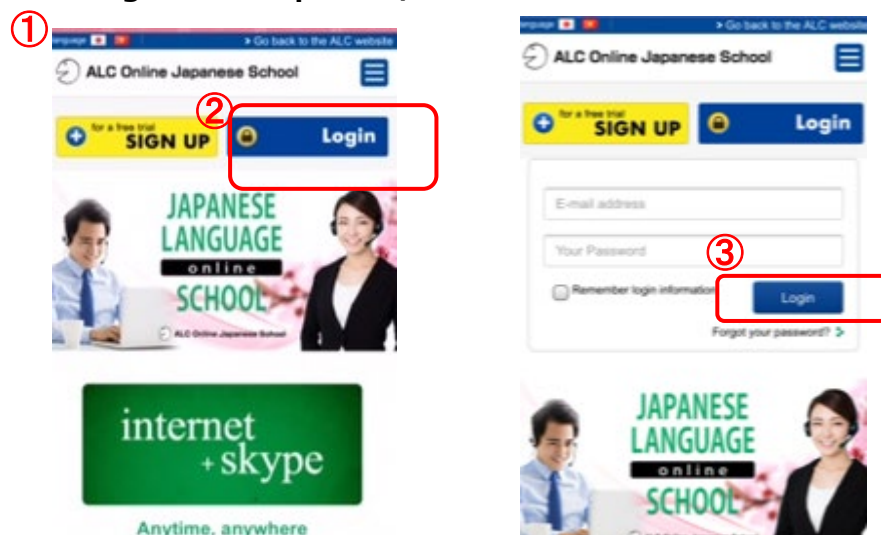 ①
> Go back to the ALC website
ALC Online Japanese School
②
for a free trial
SIGN UP
Login
JAPANESE
LANGUAGE
online
SCHOOL
ALC Online Japanese School
internet
+ skype
Anytime, anywhere
> Go back to the ALC website
ALC Online Japanese School
for a free trial
SIGN UP
Login
E-mail address
Your Password
③
Remember login information
Login
Forgot your password? >
JAPANESE
LANGUAGE
online
SCHOOL